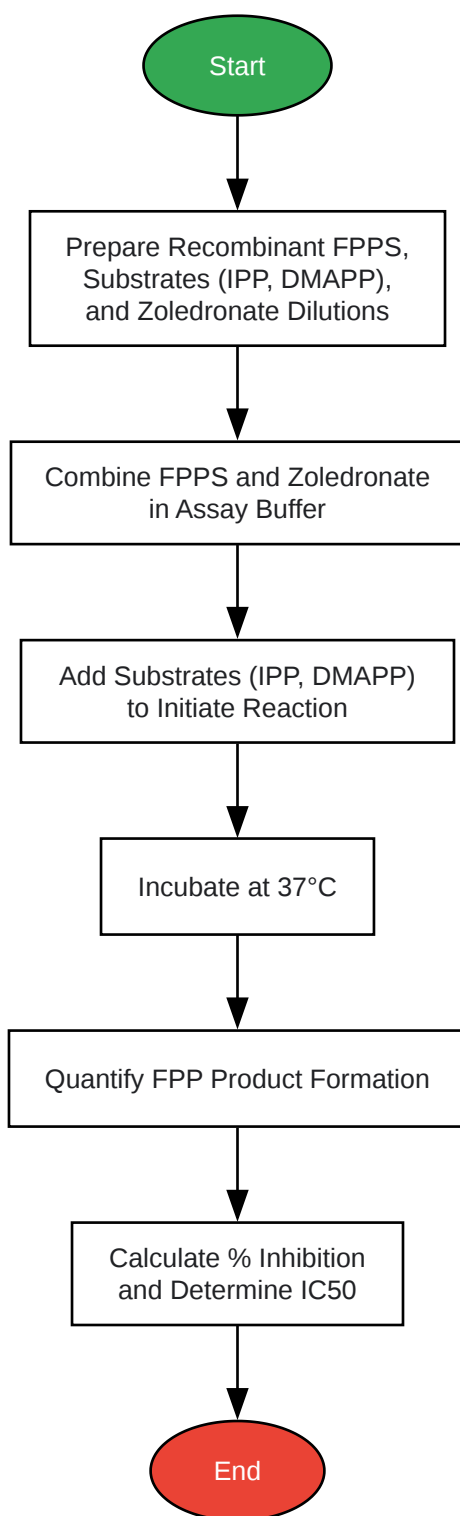 Start
Prepare Recombinant FPPS,
Substrates (IPP, DMAPP),
and Zoledronate Dilutions
Combine FPPS and Zoledronate
in Assay Buffer
Add Substrates (IPP, DMAPP)
to Initiate Reaction
Incubate at 37°C
Quantify FPP Product Formation
Calculate % Inhibition
and Determine IC50
End